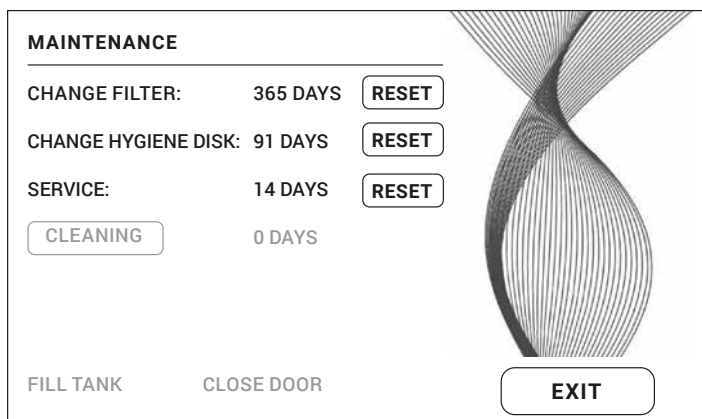 MAINTENANCE
CHANGE FILTER: 365 DAYS RESET
CHANGE HYGIENE DISK: 91 DAYS RESET
SERVICE: 14 DAYS RESET
CLEANING 0 DAYS
FILL TANK CLOSE DOOR EXIT